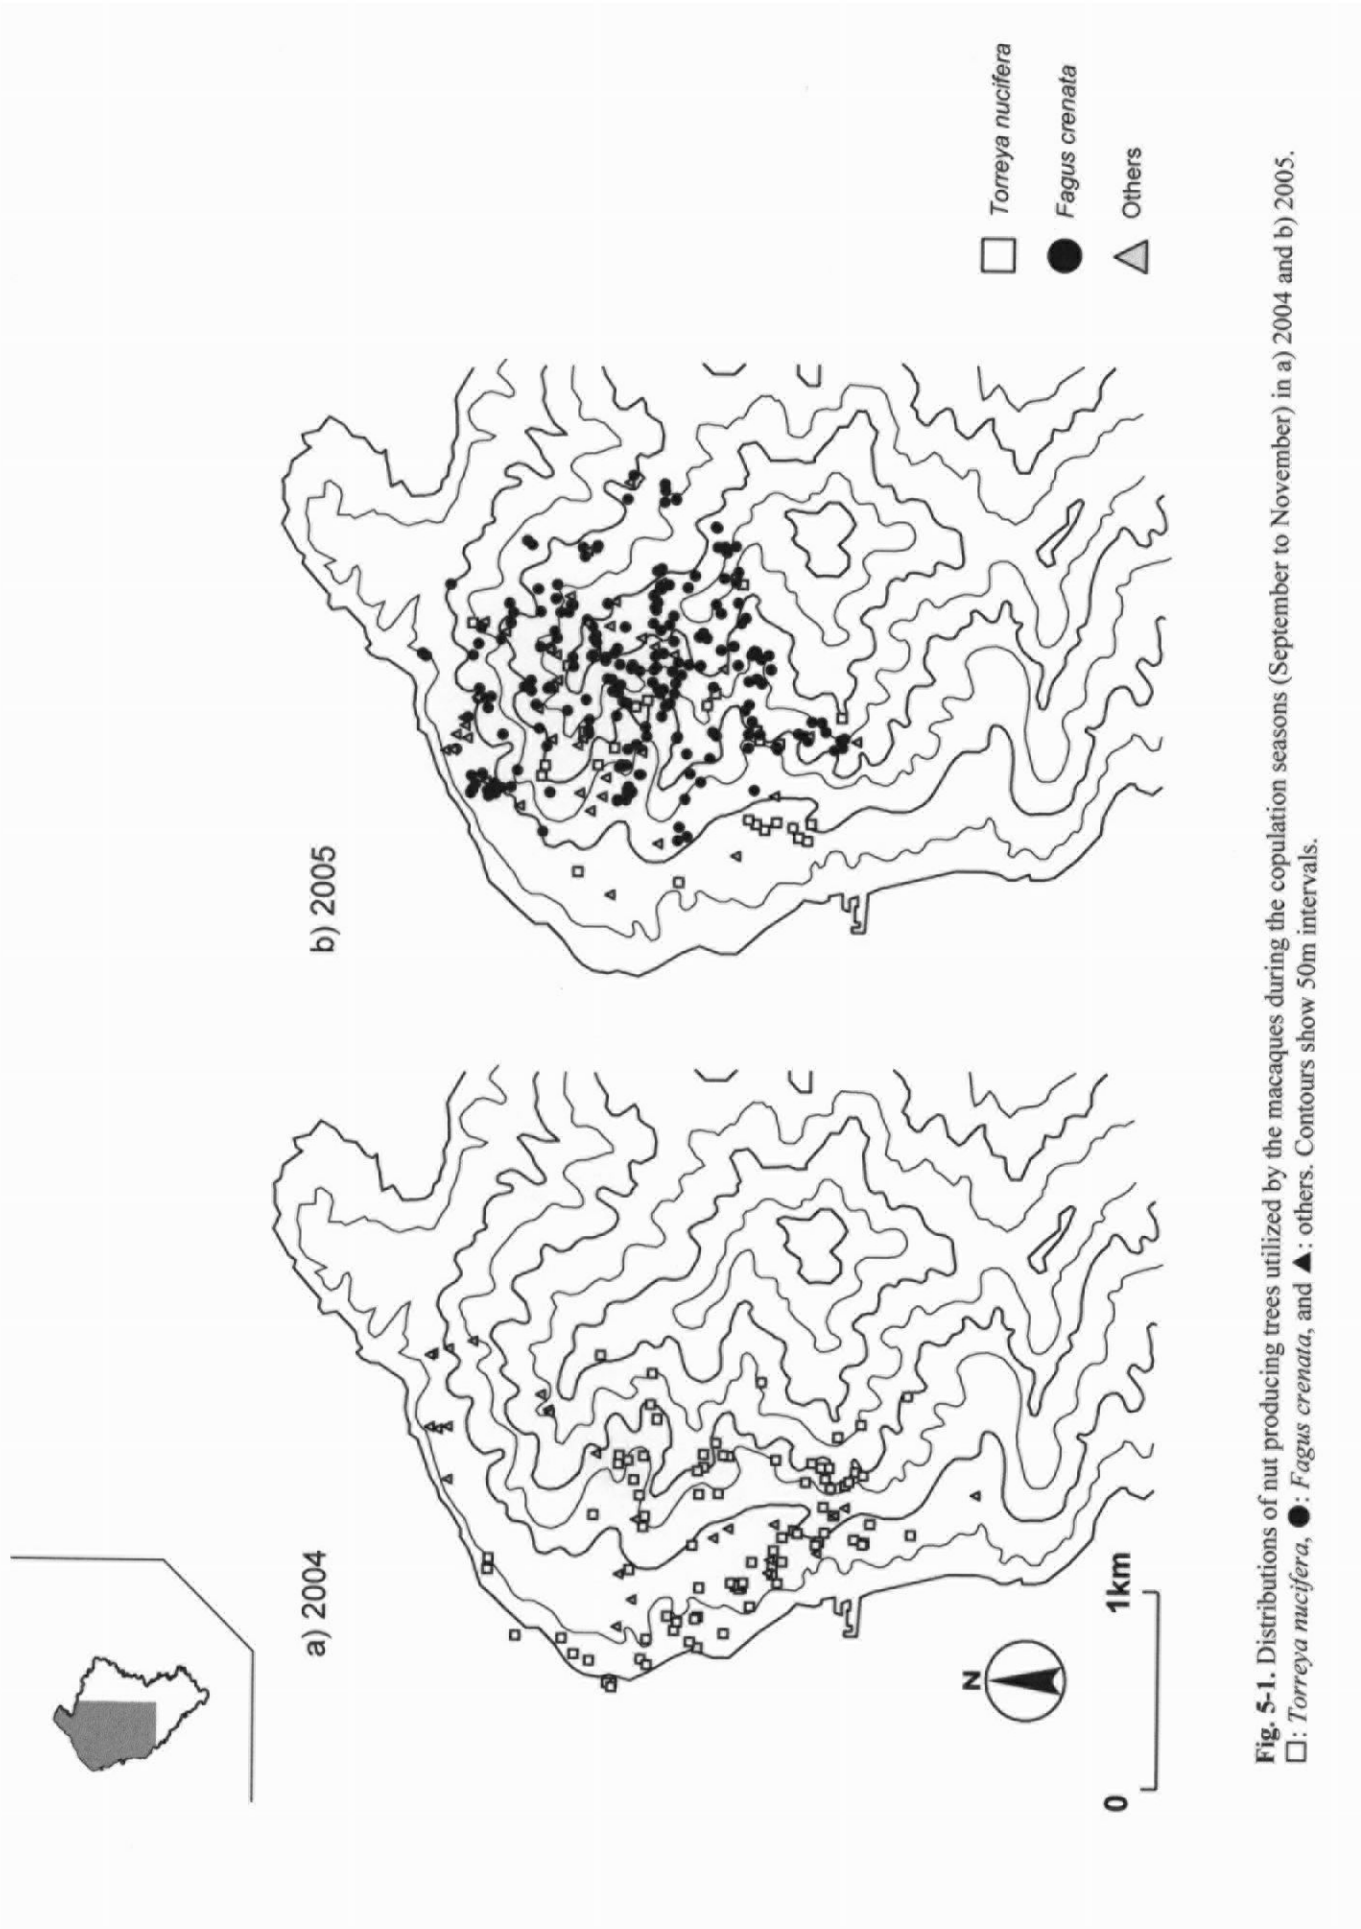 a) 2004
b) 2005
N
0
1km
Torreya nucifera
Fagus crenata
Others
Fig. 5-1. Distributions of nut producing trees utilized by the macaques during the copulation seasons (September to November) in a) 2004 and b) 2005.
□: Torreya nucifera, ●: Fagus crenata, and ▲: others. Contours show 50m intervals.